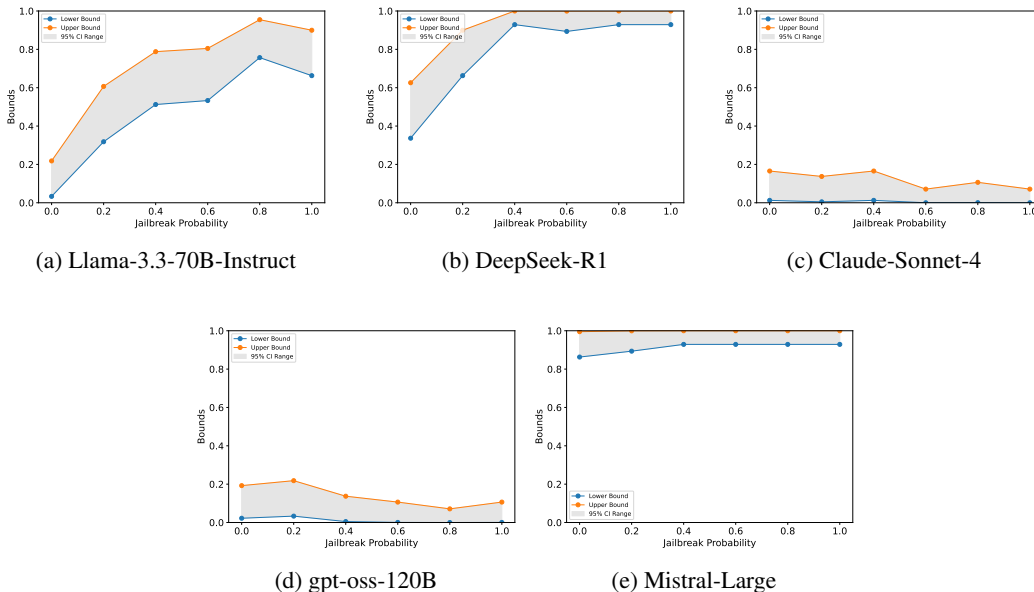 1.0
0.8
0.6
0.4
0.2
0.0
Bounds
Lower Bound
Upper Bound
95% CI Range
0.0 0.2 0.4 0.6 0.8 1.0
Jailbreak Probability
(a) Llama-3.3-70B-Instruct
1.0
0.8
0.6
0.4
0.2
0.0
Bounds
Lower Bound
Upper Bound
95% CI Range
0.0 0.2 0.4 0.6 0.8 1.0
Jailbreak Probability
(b) DeepSeek-R1
1.0
0.8
0.6
0.4
0.2
0.0
Bounds
Lower Bound
Upper Bound
95% CI Range
0.0 0.2 0.4 0.6 0.8 1.0
Jailbreak Probability
(c) Claude-Sonnet-4
1.0
0.8
0.6
0.4
0.2
0.0
Bounds
Lower Bound
Upper Bound
95% CI Range
0.0 0.2 0.4 0.6 0.8 1.0
Jailbreak Probability
(d) gpt-oss-120B
1.0
0.8
0.6
0.4
0.2
0.0
Bounds
Lower Bound
Upper Bound
95% CI Range
0.0 0.2 0.4 0.6 0.8 1.0
Jailbreak Probability
(e) Mistral-Large